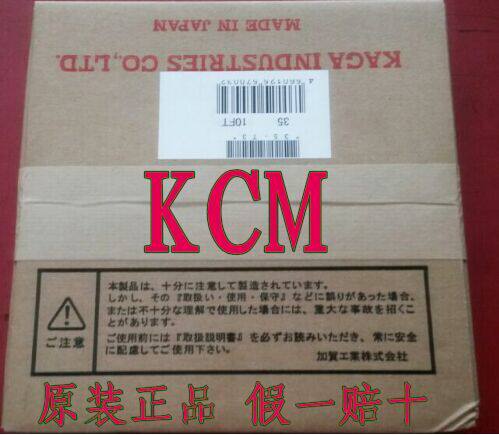 MADE IN JAPAN
KAGA INDUSTRIES CO.,LTD.
35 10FT
KCM
本製品は、十分に注意して製造されています。
しかし、その『取扱い・使用・保守』などに誤りがあった場合、
または不十分な理解で使用した場合には、重大な事故を招くこ
とがあります。
ご使用前には『取扱説明書』を必ずお読みいただき、常に安全
に配慮してご使用下さい。
加賀工業株式会社
ご注意
原装正品 假一赔十